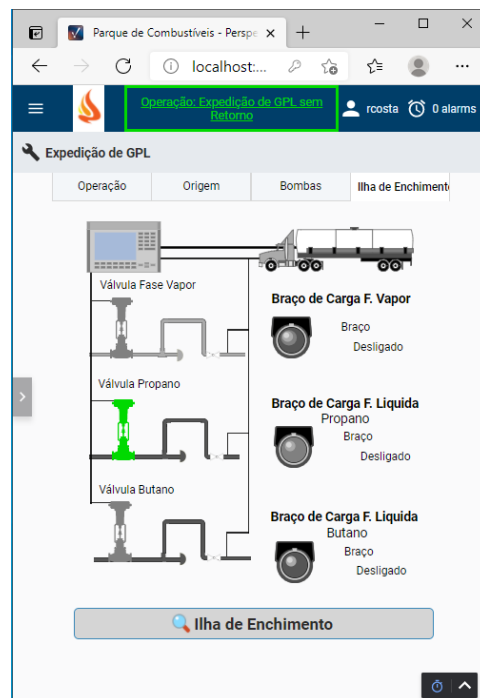 Parque de Combustíveis - Perspe
localhost:...
Operação: Expedição de GPL sem
Retorno
rcosta
0 alarms
Expedição de GPL
Operação
Origem
Bombas
Ilha de Enchiment
Válvula Fase Vapor
Braço de Carga F. Vapor
Braço
Desligado
Válvula Propano
Braço de Carga F. Liquida
Propano
Braço
Desligado
Válvula Butano
Braço de Carga F. Liquida
Butano
Braço
Desligado
Ilha de Enchimento